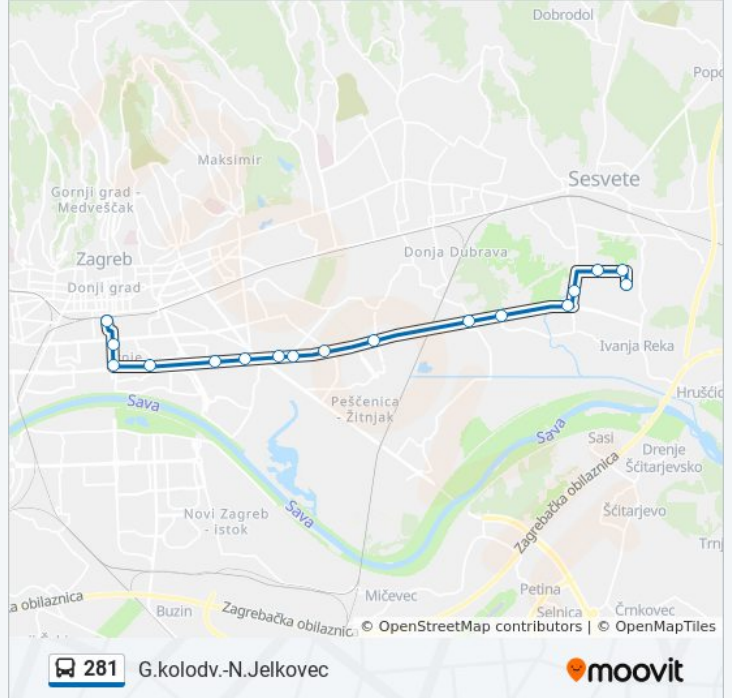 Dobrodol
Popo
Maksimir
Sesvete
Gornji grad -
Medveščak
Zagreb
Donja Dubrava
Donji grad
Ivanja Reka
Sava
Peščenica
- Žitnjak
Hrušćic
Sava
Sasi
Drenje
Šćitarjevsko
Zagrebačka obilaznica
Novi Zagreb
- istok
Sava
Šćitarjevo
Trnj
Petina
Mičevec
Selnica
Črnkovec
a obilaznica
Buzin
Zagrebačka obilaznic
© OpenStreetMap contributors | © OpenMapTiles
281
G.kolodv.-N.Jelkovec
moovit